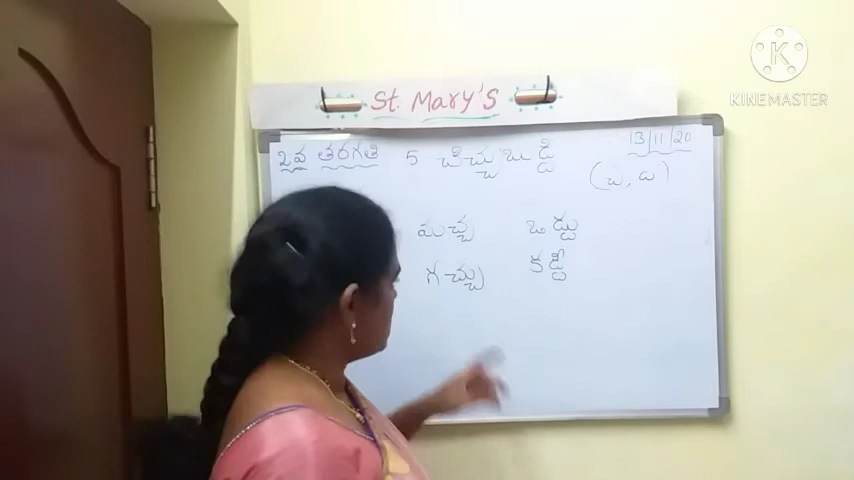 KINEMASTER
St. Mary's
13/11/20
2వ తరగతి 5 చిచ్చుబుడ్డి
(చ, డ)
మచ్చ ఒడ్డు
గచ్చు కడ్డీ